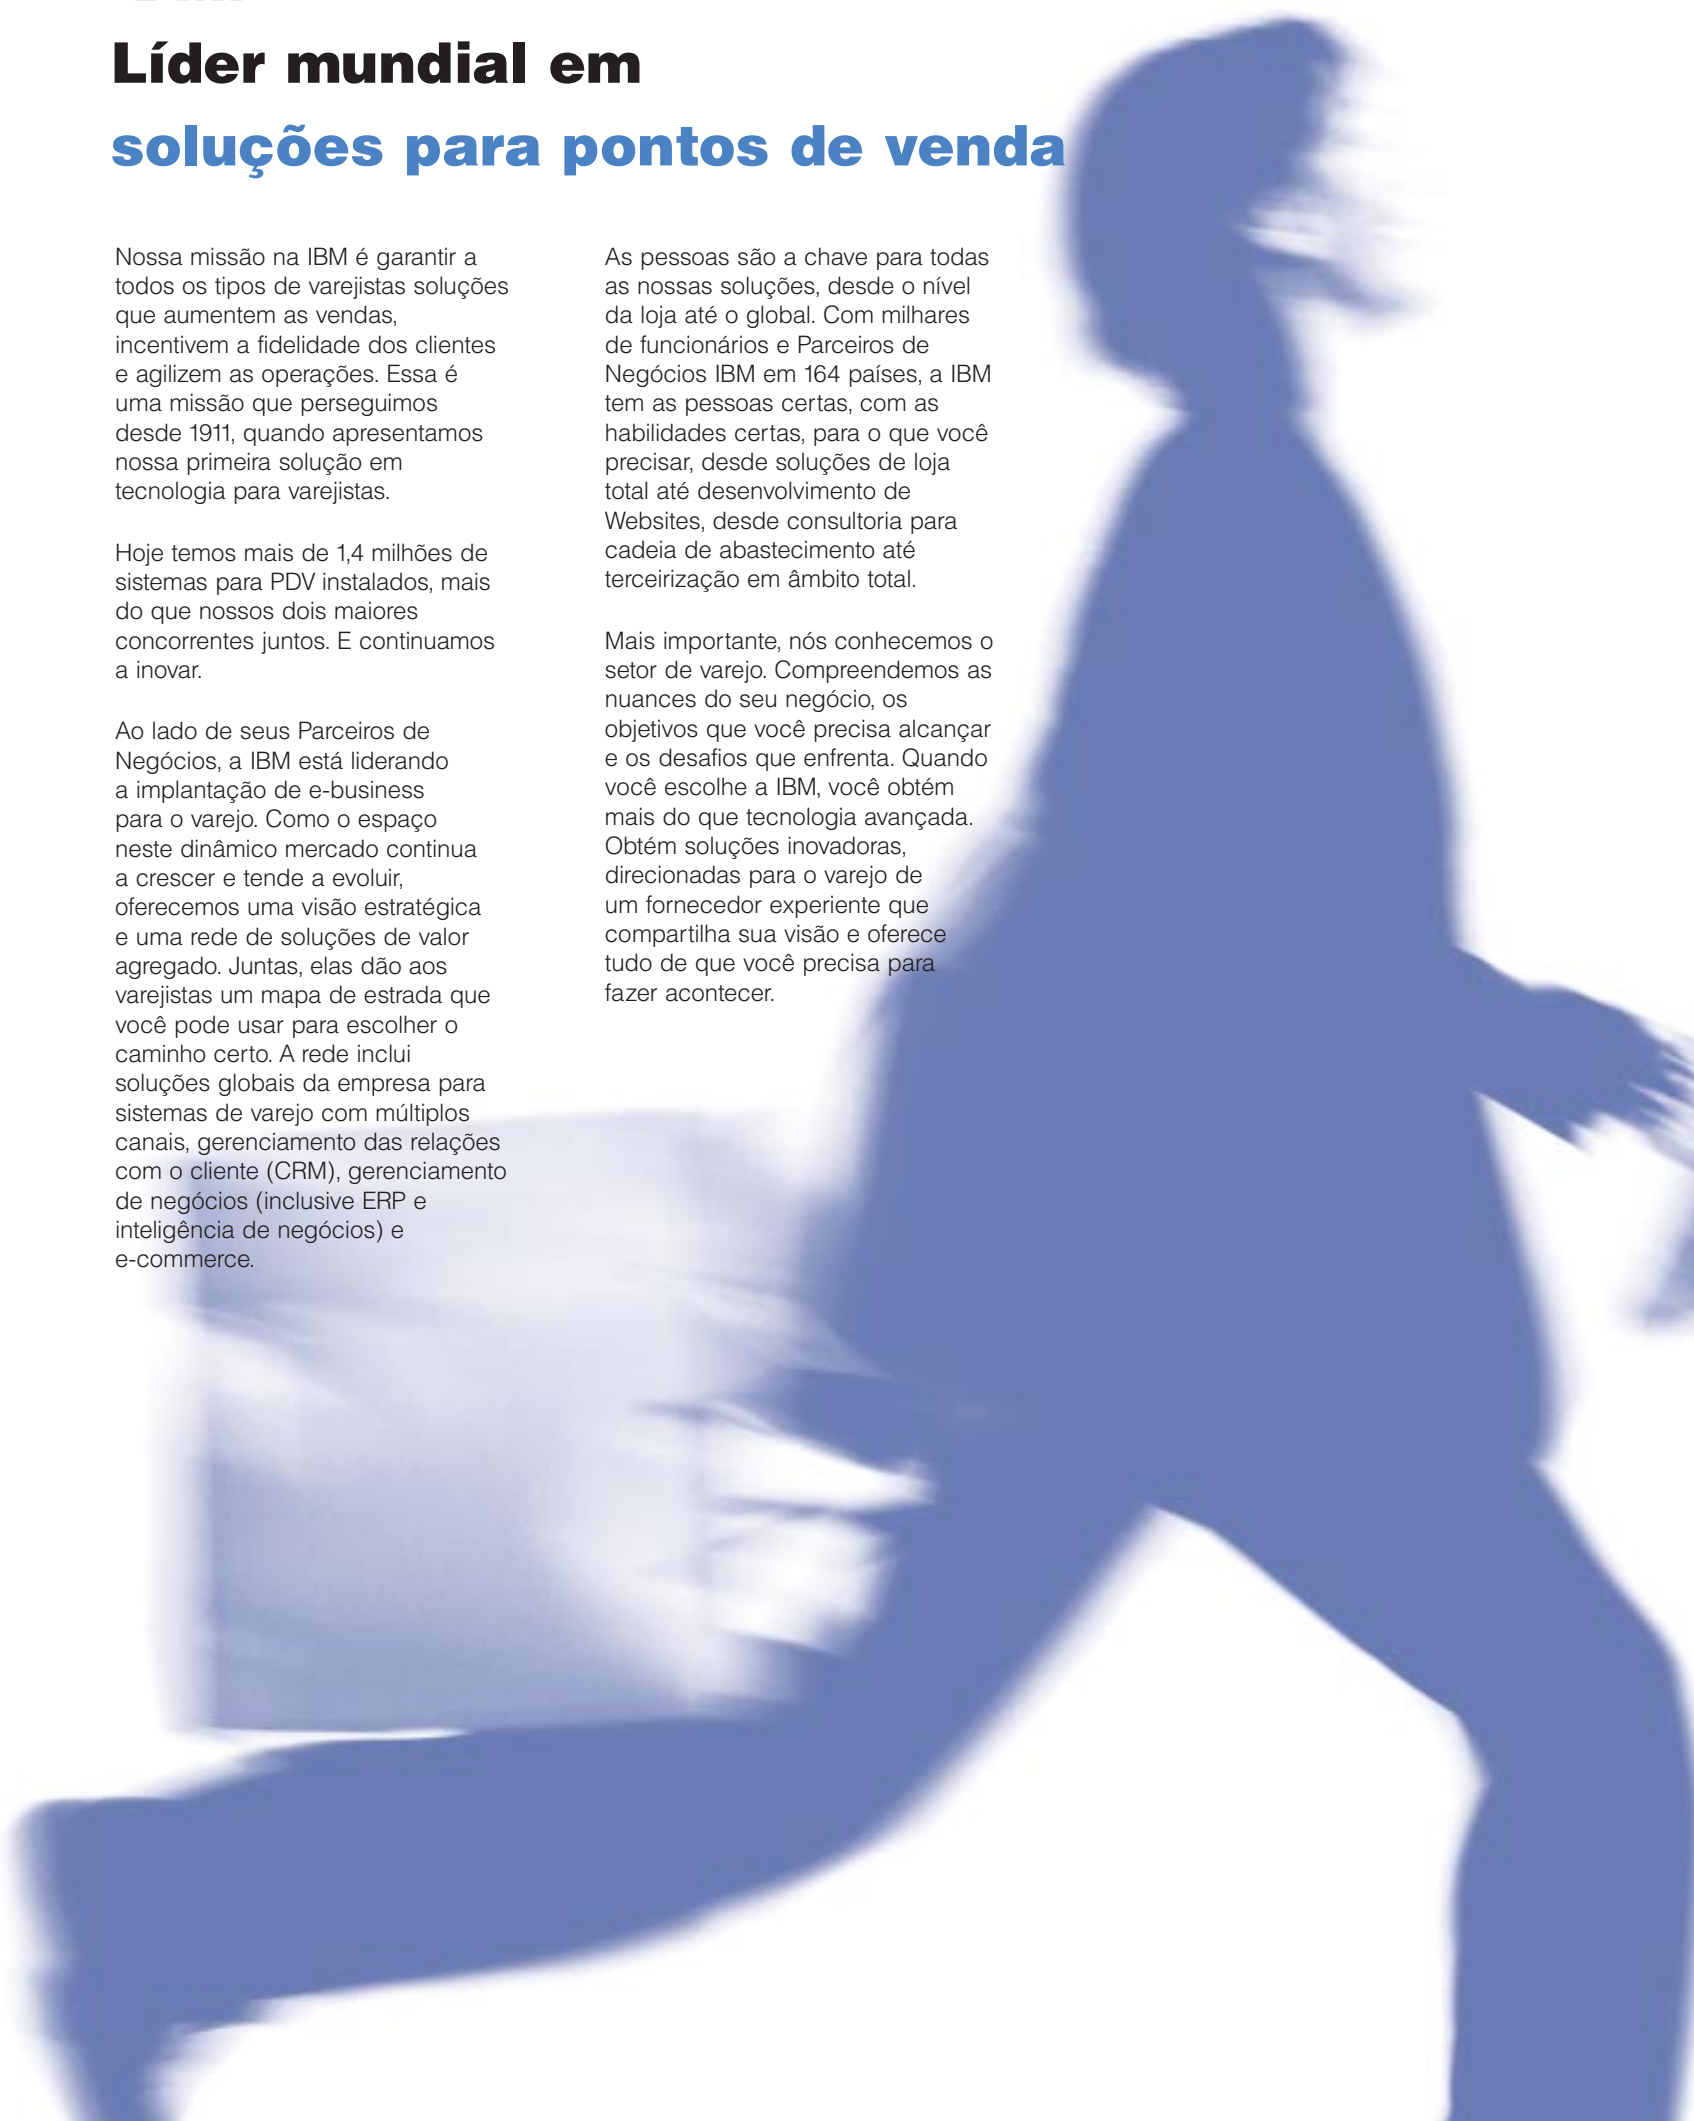 Líder mundial em
soluções para pontos de venda
Nossa missão na IBM é garantir a
todos os tipos de varejistas soluções
que aumentem as vendas,
incentivem a fidelidade dos clientes
e agilizem as operações. Essa é
uma missão que perseguimos
desde 1911, quando apresentamos
nossa primeira solução em
tecnologia para varejistas.
Hoje temos mais de 1,4 milhões de
sistemas para PDV instalados, mais
do que nossos dois maiores
concorrentes juntos. E continuamos
a inovar.
Ao lado de seus Parceiros de
Negócios, a IBM está liderando
a implantação de e-business
para o varejo. Como o espaço
neste dinâmico mercado continua
a crescer e tende a evoluir,
oferecemos uma visão estratégica
e uma rede de soluções de valor
agregado. Juntas, elas dão aos
varejistas um mapa de estrada que
você pode usar para escolher o
caminho certo. A rede inclui
soluções globais da empresa para
sistemas de varejo com múltiplos
canais, gerenciamento das relações
com o cliente (CRM), gerenciamento
de negócios (inclusive ERP e
inteligência de negócios) e
e-commerce.
As pessoas são a chave para todas
as nossas soluções, desde o nível
da loja até o global. Com milhares
de funcionários e Parceiros de
Negócios IBM em 164 países, a IBM
tem as pessoas certas, com as
habilidades certas, para o que você
precisar, desde soluções de loja
total até desenvolvimento de
Websites, desde consultoria para
cadeia de abastecimento até
terceirização em âmbito total.
Mais importante, nós conhecemos o
setor de varejo. Compreendemos as
nuances do seu negócio, os
objetivos que você precisa alcançar
e os desafios que enfrenta. Quando
você escolhe a IBM, você obtém
mais do que tecnologia avançada.
Obtém soluções inovadoras,
direcionadas para o varejo de
um fornecedor experiente que
compartilha sua visão e oferece
tudo de que você precisa para
fazer acontecer.